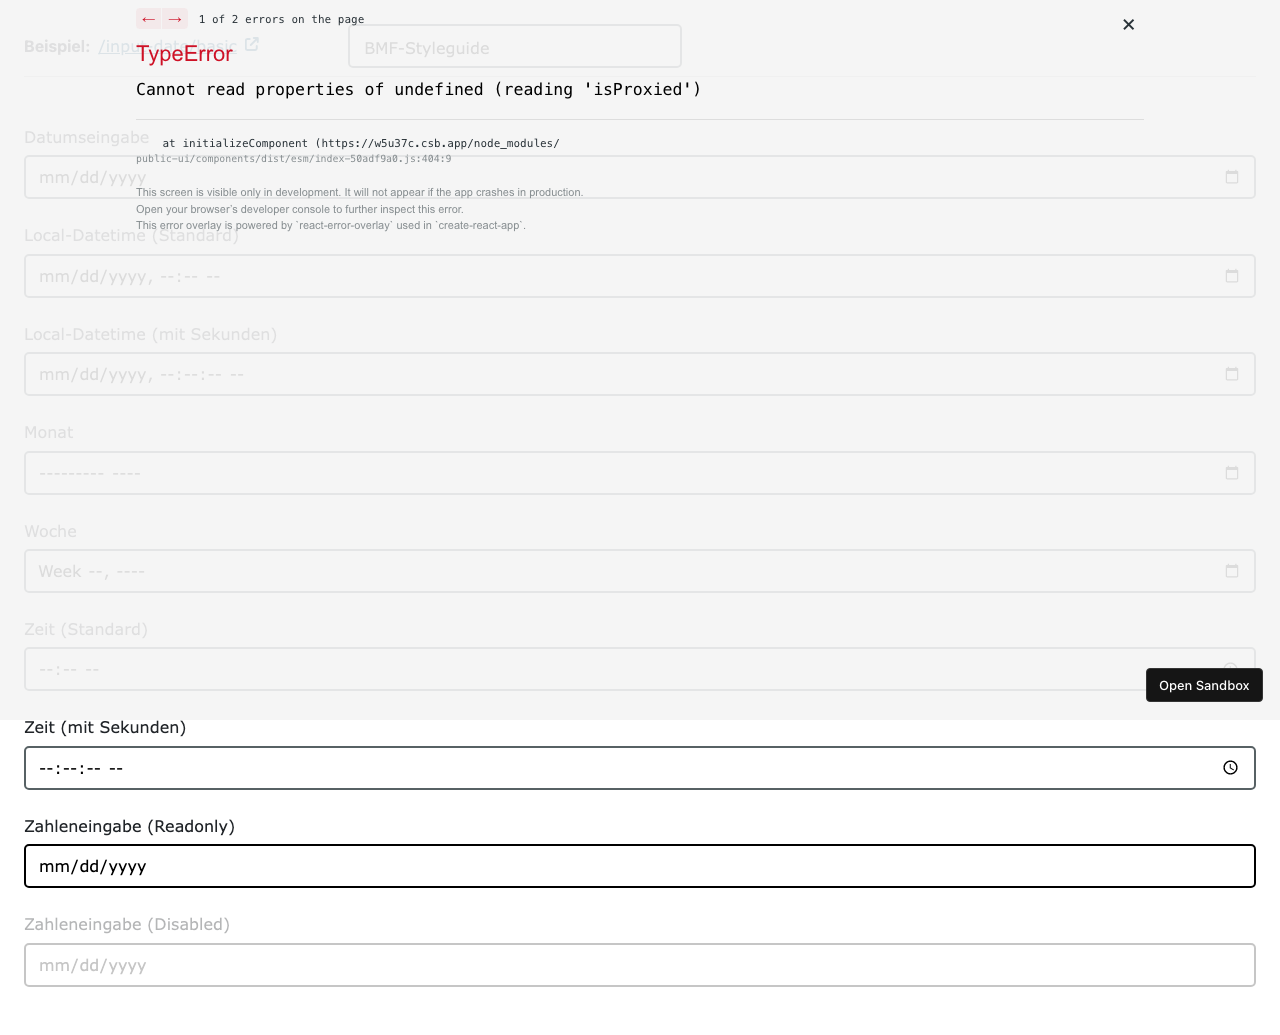 ← → 1 of 2 errors on the page
Beispiel: /input-date/basic
BMF-Styleguide
TypeError
Cannot read properties of undefined (reading 'isProxied')
Datumseingabe
at initializeComponent (https://w5u37c.csb.app/node_modules/
public-ui/components/dist/esm/index-50adf9a0.js:404:9
mm/dd/yyyy
This screen is visible only in development. It will not appear if the app crashes in production.
Open your browser’s developer console to further inspect this error.
This error overlay is powered by `react-error-overlay` used in `create-react-app`.
Local-Datetime (Standard)
mm/dd/yyyy, --:-- --
Local-Datetime (mit Sekunden)
mm/dd/yyyy, --:--:-- --
Monat
--------- ----
Woche
Week --, ----
Zeit (Standard)
--:-- --
Open Sandbox
Zeit (mit Sekunden)
--:--:-- --
Zahleneingabe (Readonly)
mm/dd/yyyy
Zahleneingabe (Disabled)
mm/dd/yyyy